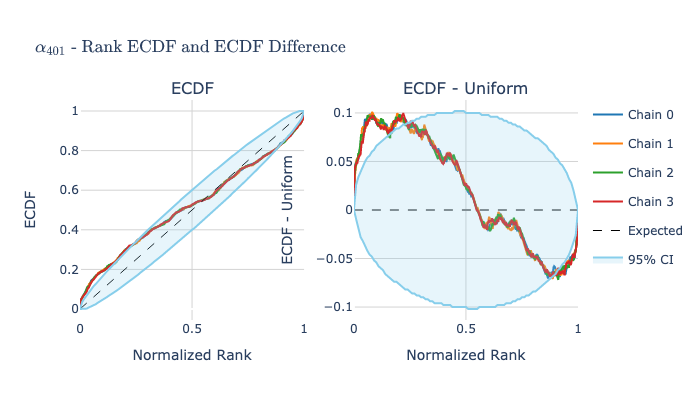 α401 - Rank ECDF and ECDF Difference
ECDF
ECDF - Uniform
ECDF
1
0.8
0.6
0.4
0.2
0
0
0.5
1
Normalized Rank
ECDF - Uniform
0.1
0.05
0
−0.05
−0.1
0
0.5
1
Normalized Rank
Chain 0
Chain 1
Chain 2
Chain 3
Expected
95% CI